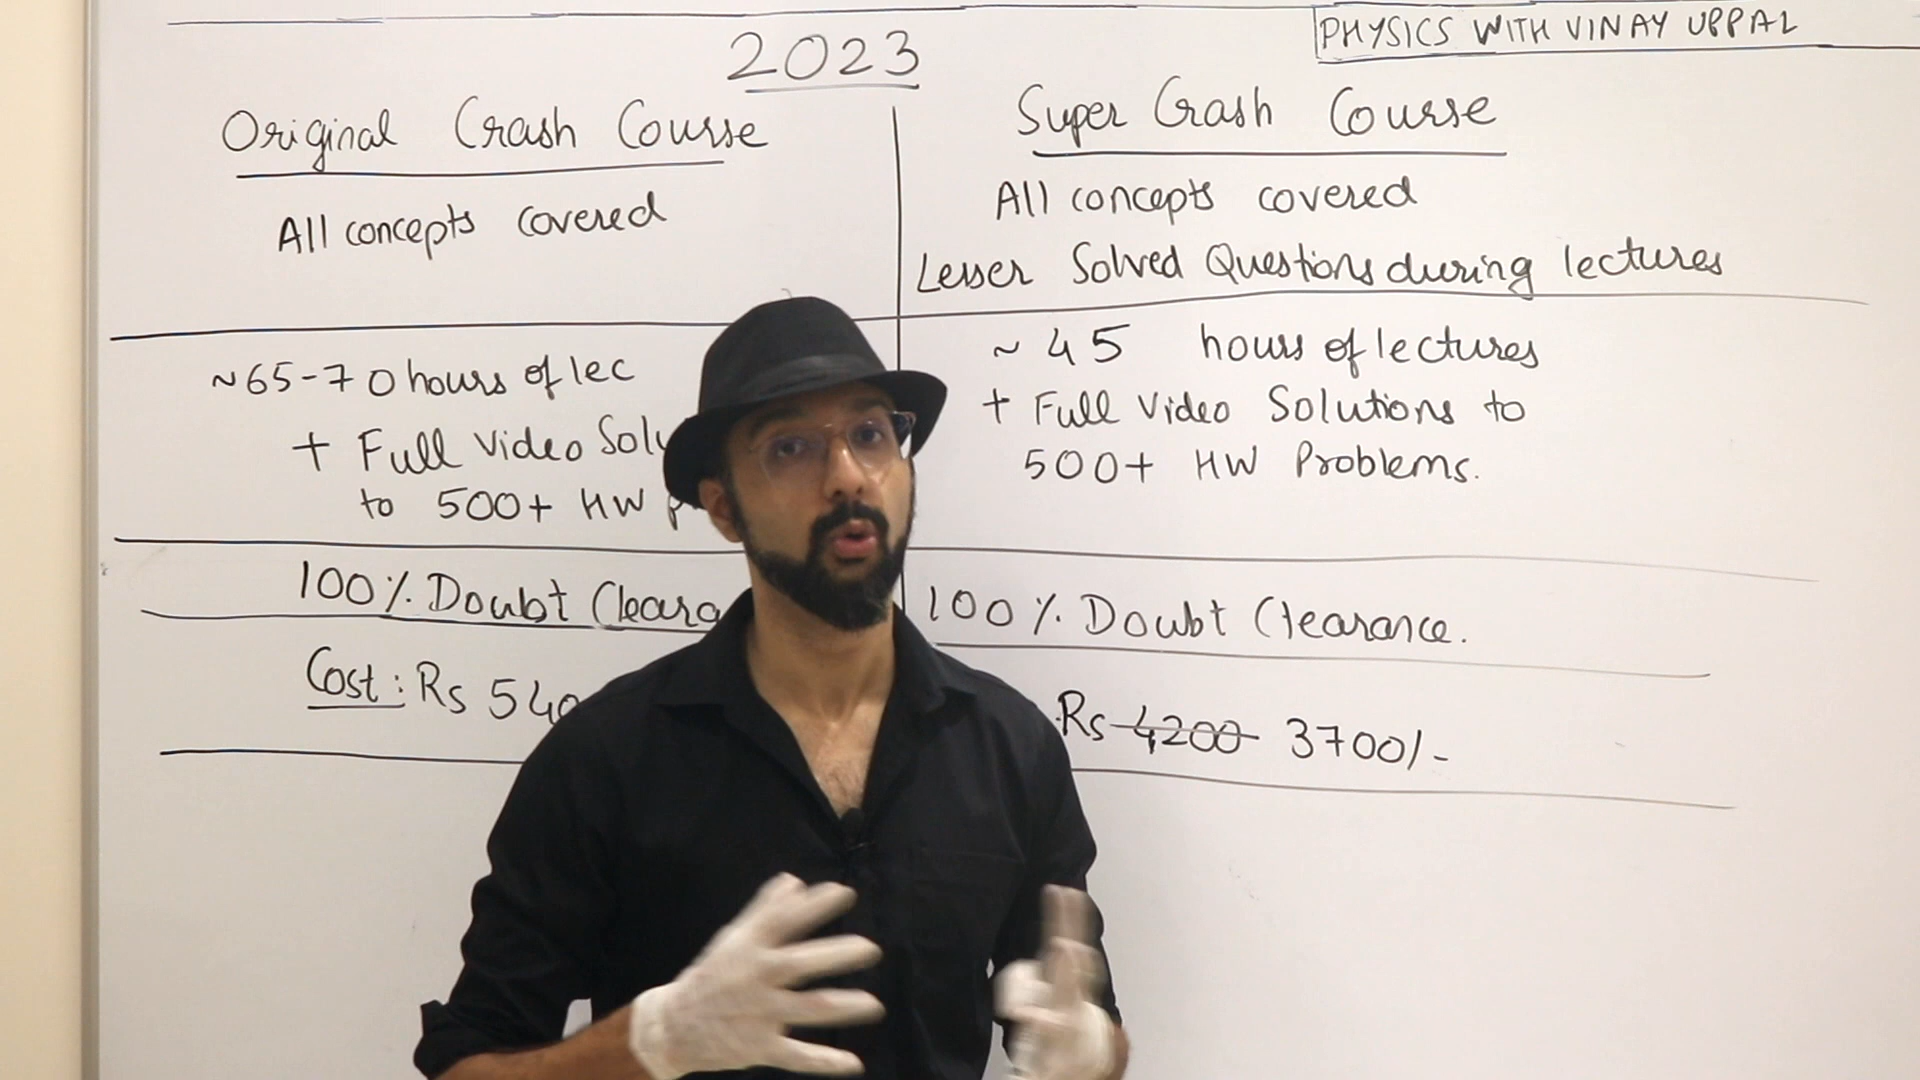 PHYSICS WITH VINAY UPPAL
2023
Original Crash Course
All concepts covered
~65-70 hours of lec
+ Full Video
to 500+ HW
100% Doubt
Cost: Rs
Super Crash Course
All concepts covered
Lesser Solved Questions during lectures
~ 45 hours of lectures
+ Full Video Solutions to
500+ HW Problems.
100% Doubt Clearance.
Rs 4200 3700/-